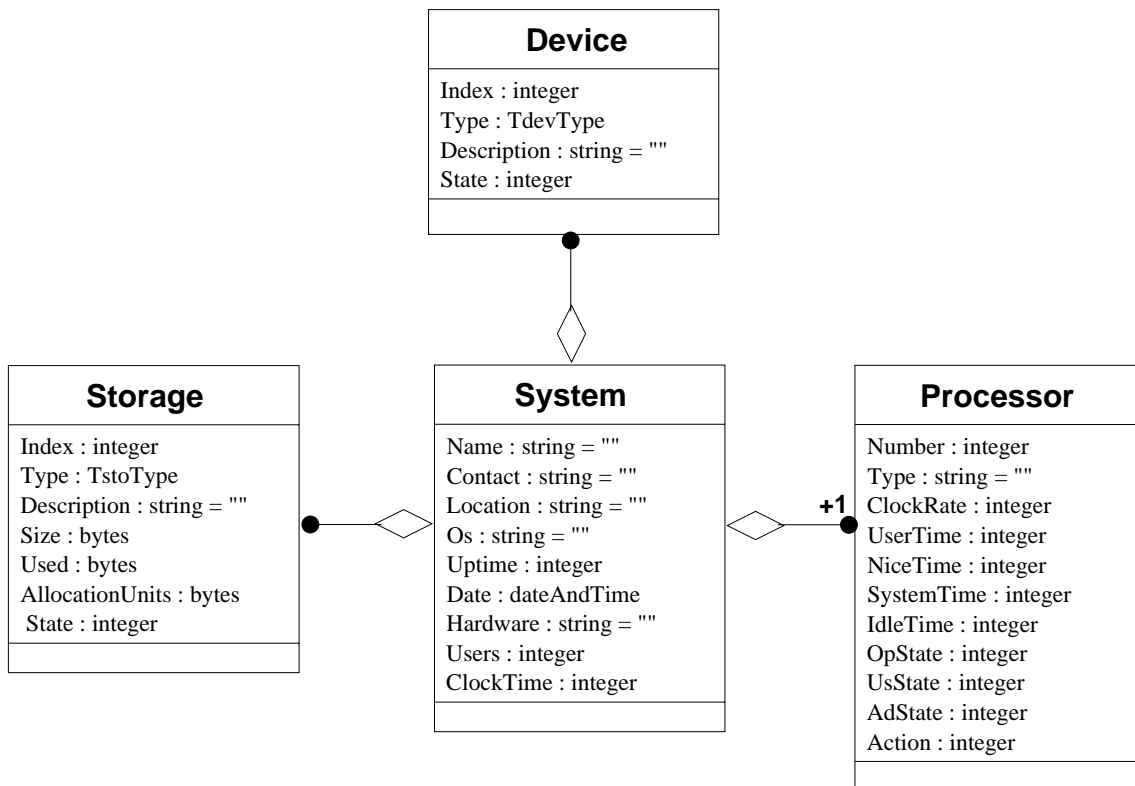 Device
Index : integer
Type : TdevType
Description : string = ""
State : integer
Storage
Index : integer
Type : TstoType
Description : string = ""
Size : bytes
Used : bytes
AllocationUnits : bytes
State : integer
System
Name : string = ""
Contact : string = ""
Location : string = ""
Os : string = ""
Uptime : integer
Date : dateAndTime
Hardware : string = ""
Users : integer
ClockTime : integer
+1
Processor
Number : integer
Type : string = ""
ClockRate : integer
UserTime : integer
NiceTime : integer
SystemTime : integer
IdleTime : integer
OpState : integer
UsState : integer
AdState : integer
Action : integer